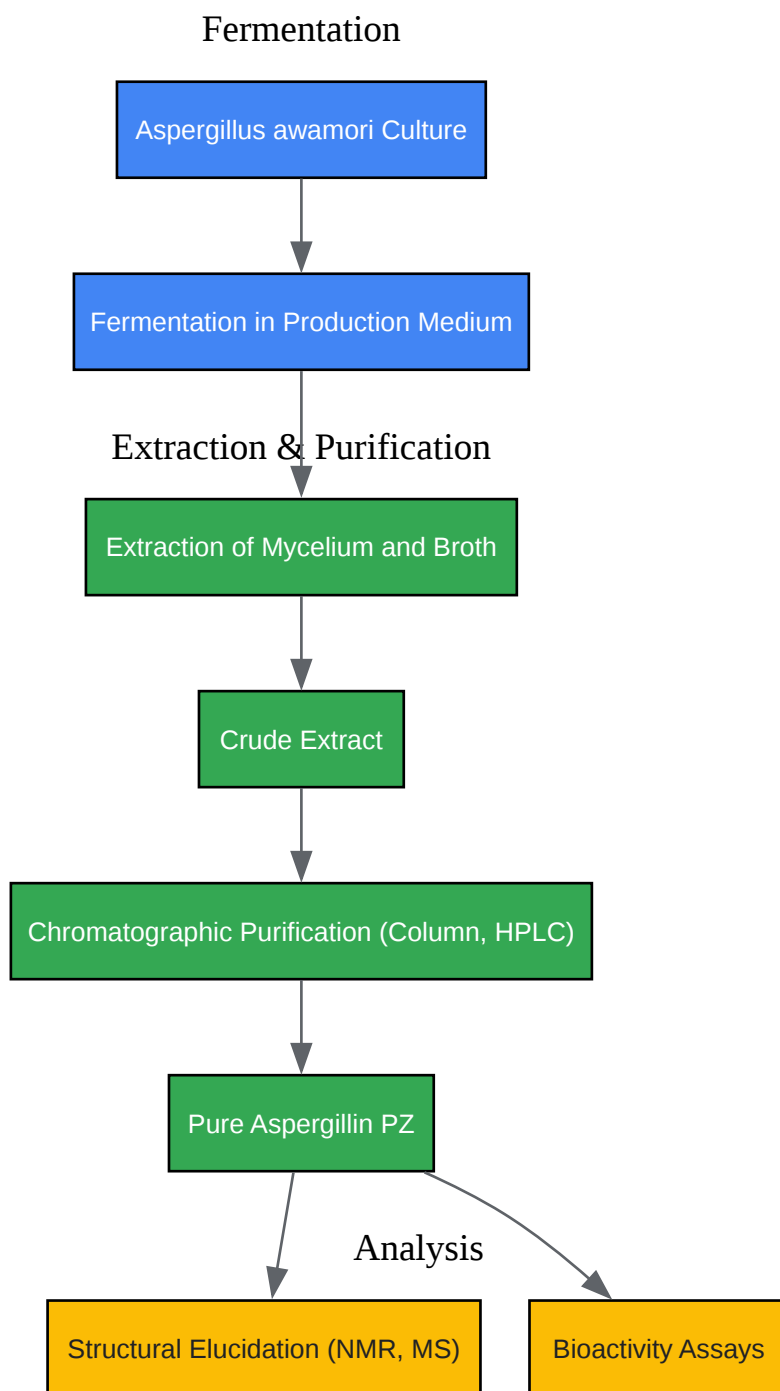 Fermentation
Aspergillus awamori Culture
Fermentation in Production Medium
Extraction & Purification
Extraction of Mycelium and Broth
Crude Extract
Chromatographic Purification (Column, HPLC)
Pure Aspergillin PZ
Analysis
Structural Elucidation (NMR, MS)
Bioactivity Assays